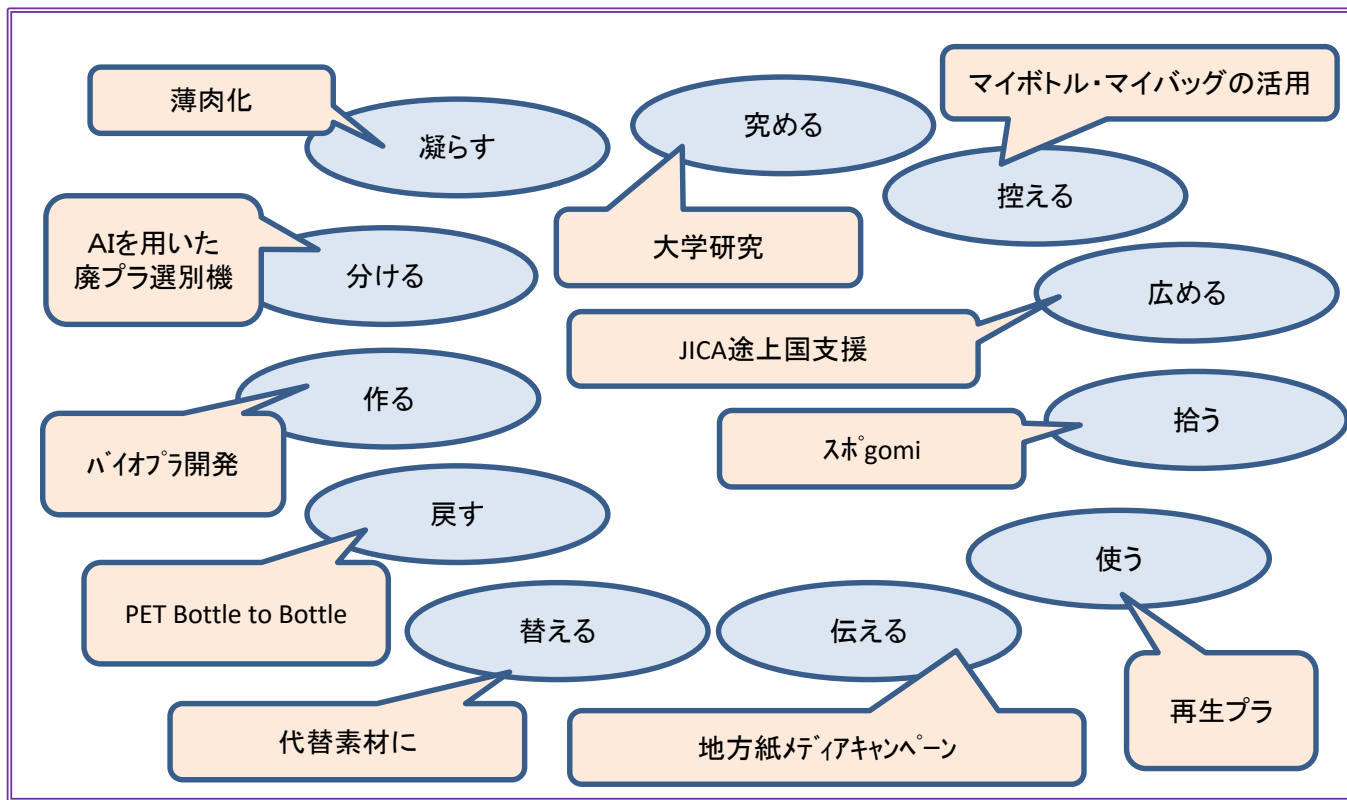 薄肉化
凝らす
究める
マイボトル・マイバッグの活用
控える
AIを用いた
廃プラ選別機
分ける
大学研究
広める
JICA途上国支援
作る
バイオプラ開発
拾う
スポgomi
戻す
PET Bottle to Bottle
使う
再生プラ
替える
代替素材に
伝える
地方紙メディアキャンペーン